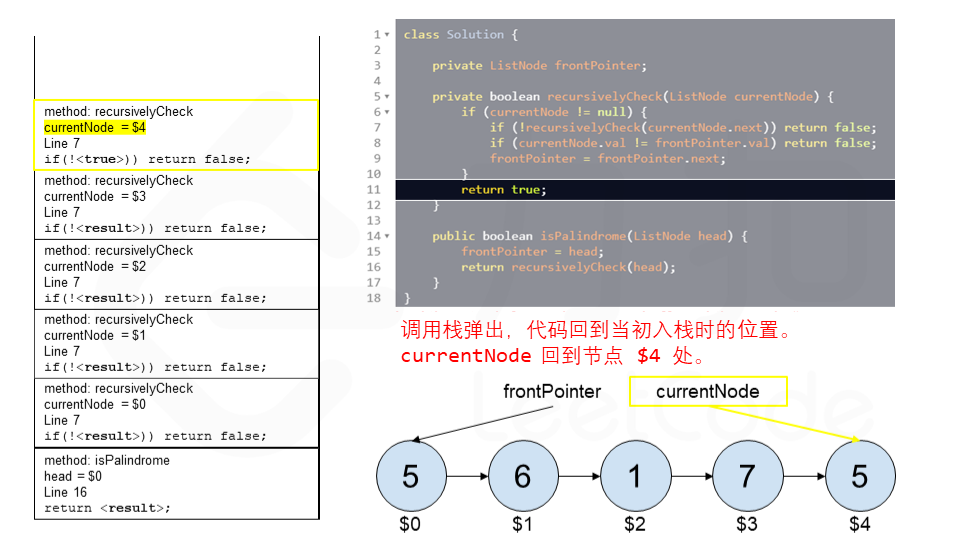 method: recursivelyCheck
currentNode = $4
Line 7
if(!<true>)) return false;
method: recursivelyCheck
currentNode = $3
Line 7
if(!<result>)) return false;
method: recursivelyCheck
currentNode = $2
Line 7
if(!<result>)) return false;
method: recursivelyCheck
currentNode = $1
Line 7
if(!<result>)) return false;
method: recursivelyCheck
currentNode = $0
Line 7
if(!<result>)) return false;
method: isPalindrome
head = $0
Line 16
return <result>;
1 class Solution {
2
3 private ListNode frontPointer;
4
5 private boolean recursivelyCheck(ListNode currentNode) {
6 if (currentNode != null) {
7 if (!recursivelyCheck(currentNode.next)) return false;
8 if (currentNode.val != frontPointer.val) return false;
9 frontPointer = frontPointer.next;
10 }
11 return true;
12 }
13
14 public boolean isPalindrome(ListNode head) {
15 frontPointer = head;
16 return recursivelyCheck(head);
17 }
18 }
调用栈弹出，代码回到当初入栈时的位置。
currentNode 回到节点 $4 处。
frontPointer currentNode
5 6 1 7 5
$0 $1 $2 $3 $4
LeetCode